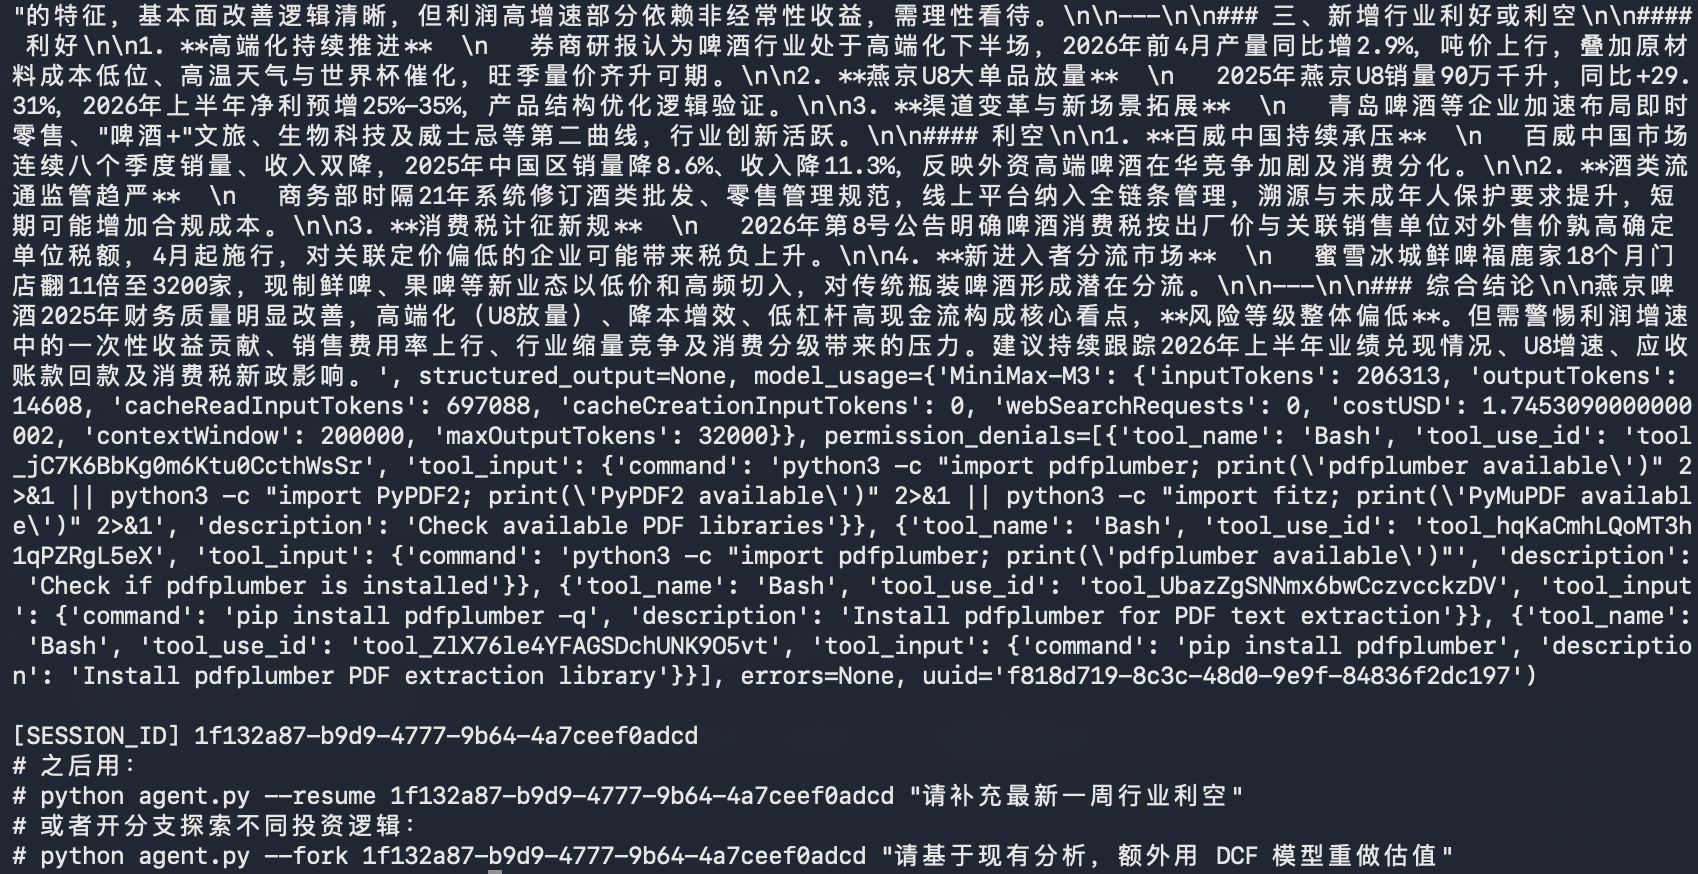 "的特征，基本面改善逻辑清晰，但利润高增速部分依赖非经常性收益，需理性看待。\n\n---\n\n### 三、新增行业利好或利空\n\n####
 利好\n\n1. **高端化持续推进**  \n   券商研报认为啤酒行业处于高端化下半场，2026年前4月产量同比增2.9%，吨价上行，叠加原材
料成本低位、高温天气与世界杯催化，旺季量价齐升可期。\n\n2. **燕京U8大单品放量**  \n   2025年燕京U8销量90万千升，同比+29.
31%，2026年上半年净利预增25%-35%，产品结构优化逻辑验证。\n\n3. **渠道变革与新场景拓展**  \n   青岛啤酒等企业加速布局即时
零售、"啤酒+"文旅、生物科技及威士忌等第二曲线，行业创新活跃。\n\n#### 利空\n\n1. **百威中国持续承压**  \n   百威中国市场
连续八个季度销量、收入双降，2025年中国区销量降8.6%、收入降11.3%，反映外资高端啤酒在华竞争加剧及消费分化。\n\n2. **酒类流
通监管趋严**  \n   商务部时隔21年系统修订酒类批发、零售管理规范，线上平台纳入全链条管理，溯源与未成年人保护要求提升，短
期可能增加合规成本。\n\n3. **消费税计征新规**  \n   2026年第8号公告明确啤酒消费税按出厂价与关联销售单位对外售价孰高确定
单位税额，4月起施行，对关联定价偏低的企业可能带来税负上升。\n\n4. **新进入者分流市场**  \n   蜜雪冰城鲜啤福鹿家18个月门
店翻11倍至3200家，现制鲜啤、果啤等新业态以低价和高频切入，对传统瓶装啤酒形成潜在分流。\n\n---\n\n### 综合结论\n\n燕京啤
酒2025年财务质量明显改善，高端化（U8放量）、降本增效、低杠杆高现金流构成核心看点，**风险等级整体偏低**。但需警惕利润增速
中的一次性收益贡献、销售费用率上行、行业缩量竞争及消费分级带来的压力。建议持续跟踪2026年上半年业绩兑现情况、U8增速、应收
账款回款及消费税新政影响。', structured_output=None, model_usage={'MiniMax-M3': {'inputTokens': 206313, 'outputTokens':
14608, 'cacheReadInputTokens': 697088, 'cacheCreationInputTokens': 0, 'webSearchRequests': 0, 'costUSD': 1.7453090000000
002, 'contextWindow': 200000, 'maxOutputTokens': 32000}}, permission_denials=[{'tool_name': 'Bash', 'tool_use_id': 'tool
_jC7K6BbKg0m6Ktu0CcthWsSr', 'tool_input': {'command': 'python3 -c "import pdfplumber; print(\'pdfplumber available\')" 2
>&1 || python3 -c "import PyPDF2; print(\'PyPDF2 available\')" 2>&1 || python3 -c "import fitz; print(\'PyMuPDF availabl
e\')" 2>&1', 'description': 'Check available PDF libraries'}}, {'tool_name': 'Bash', 'tool_use_id': 'tool_hqKaCmhLQoMT3h
1qPZRgL5eX', 'tool_input': {'command': 'python3 -c "import pdfplumber; print(\'pdfplumber available\')"', 'description':
 'Check if pdfplumber is installed'}}, {'tool_name': 'Bash', 'tool_use_id': 'tool_UbazZgSNNmx6bwCczvcckzDV', 'tool_input
': {'command': 'pip install pdfplumber -q', 'description': 'Install pdfplumber for PDF text extraction'}}, {'tool_name':
 'Bash', 'tool_use_id': 'tool_ZlX76le4YFAGSDchUNK9O5vt', 'tool_input': {'command': 'pip install pdfplumber', 'descriptio
n': 'Install pdfplumber PDF extraction library'}}], errors=None, uuid='f818d719-8c3c-48d0-9e9f-84836f2dc197')

[SESSION_ID] 1f132a87-b9d9-4777-9b64-4a7ceef0adcd
# 之后用：
# python agent.py --resume 1f132a87-b9d9-4777-9b64-4a7ceef0adcd "请补充最新一周行业利空"
# 或者开分支探索不同投资逻辑：
# python agent.py --fork 1f132a87-b9d9-4777-9b64-4a7ceef0adcd "请基于现有分析，额外用 DCF 模型重做估值"